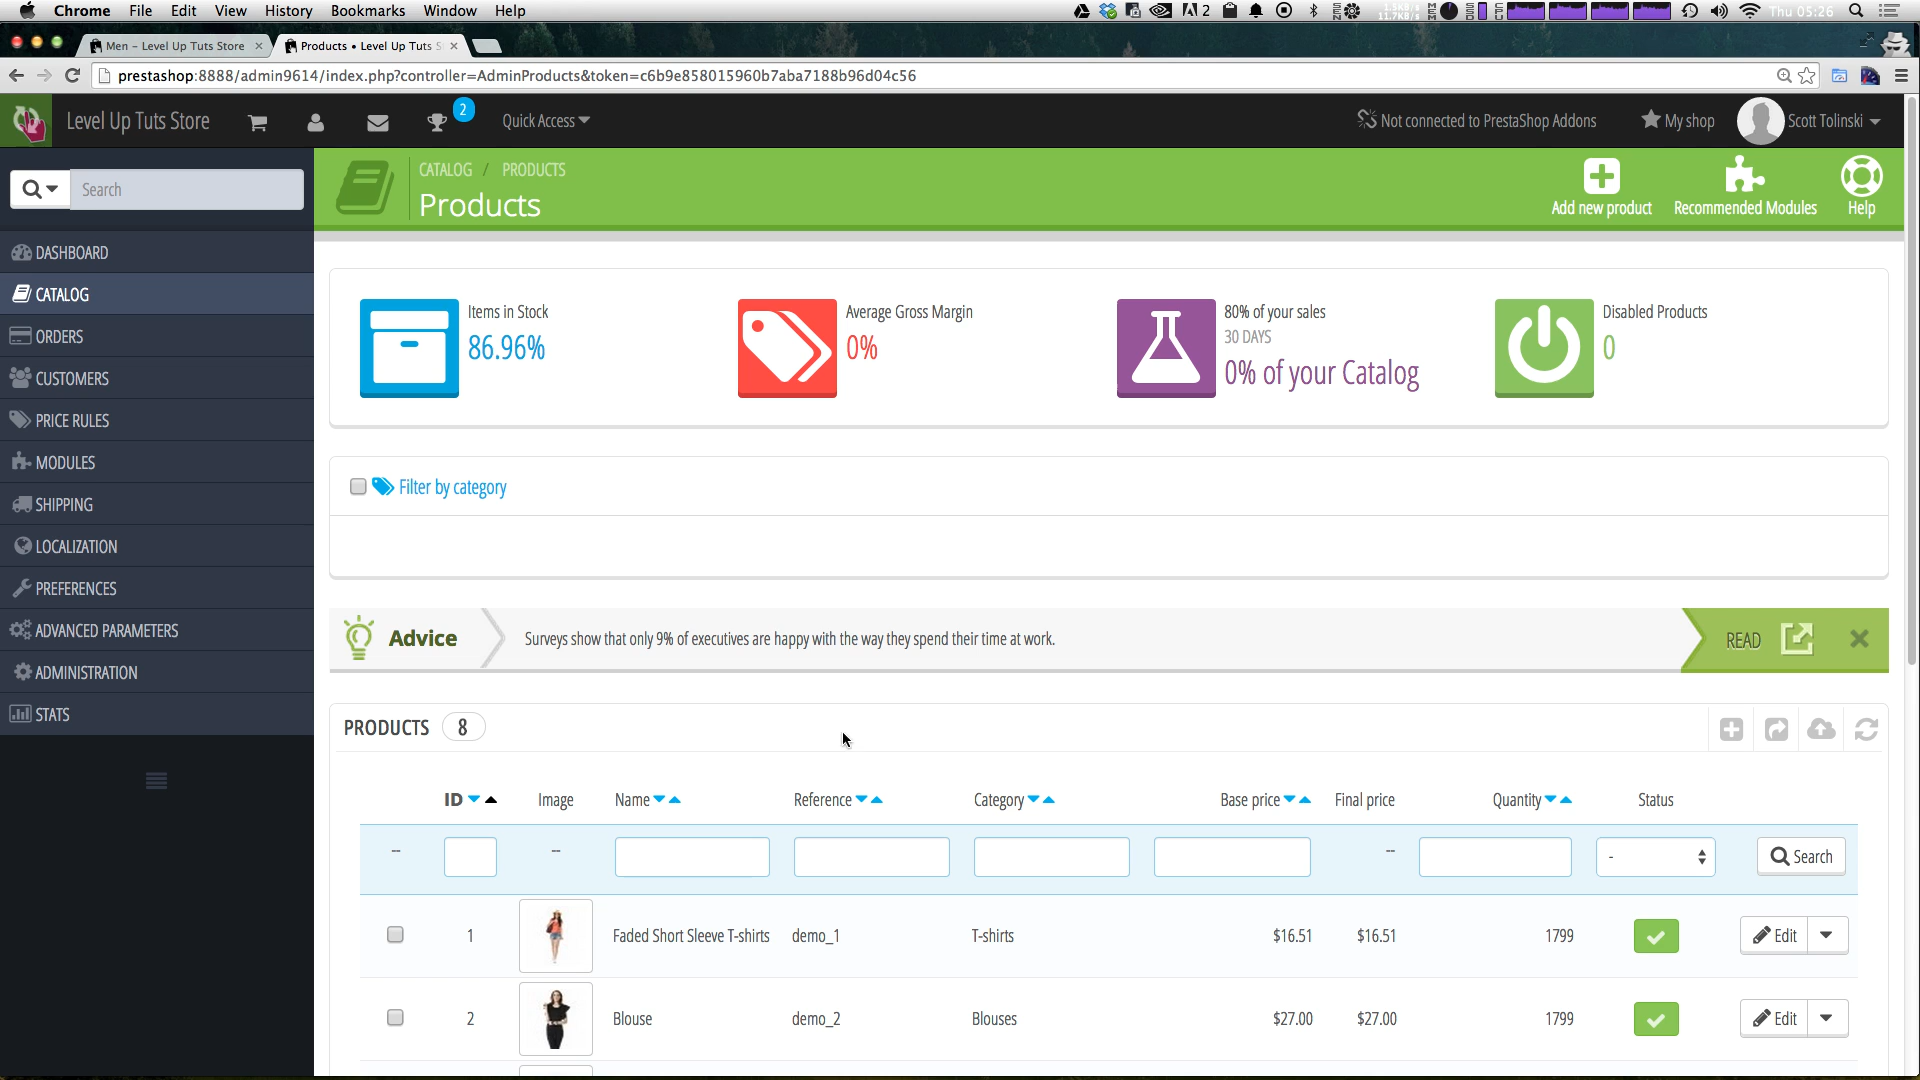 Chrome File Edit View History Bookmarks Window Help
2 Thu 05:26
Men – Level Up Tuts Store
Products • Level Up Tuts S
prestashop:8888/admin9614/index.php?controller=AdminProducts&token=c6b9e858015960b7aba7188b96d04c56
Level Up Tuts Store
2
Quick Access
Not connected to PrestaShop Addons
My shop
Scott Tolinski
Search
CATALOG / PRODUCTS
Products
Add new product
Recommended Modules
Help
DASHBOARD
CATALOG
ORDERS
CUSTOMERS
PRICE RULES
MODULES
SHIPPING
LOCALIZATION
PREFERENCES
ADVANCED PARAMETERS
ADMINISTRATION
STATS
Items in Stock
86.96%
Average Gross Margin
0%
80% of your sales
30 DAYS
0% of your Catalog
Disabled Products
0
Filter by category
Advice
Surveys show that only 9% of executives are happy with the way they spend their time at work.
READ
PRODUCTS 8
ID Image Name Reference Category Base price Final price Quantity Status
-- -- -- - Search
1 Faded Short Sleeve T-shirts demo_1 T-shirts $16.51 $16.51 1799 Edit
2 Blouse demo_2 Blouses $27.00 $27.00 1799 Edit